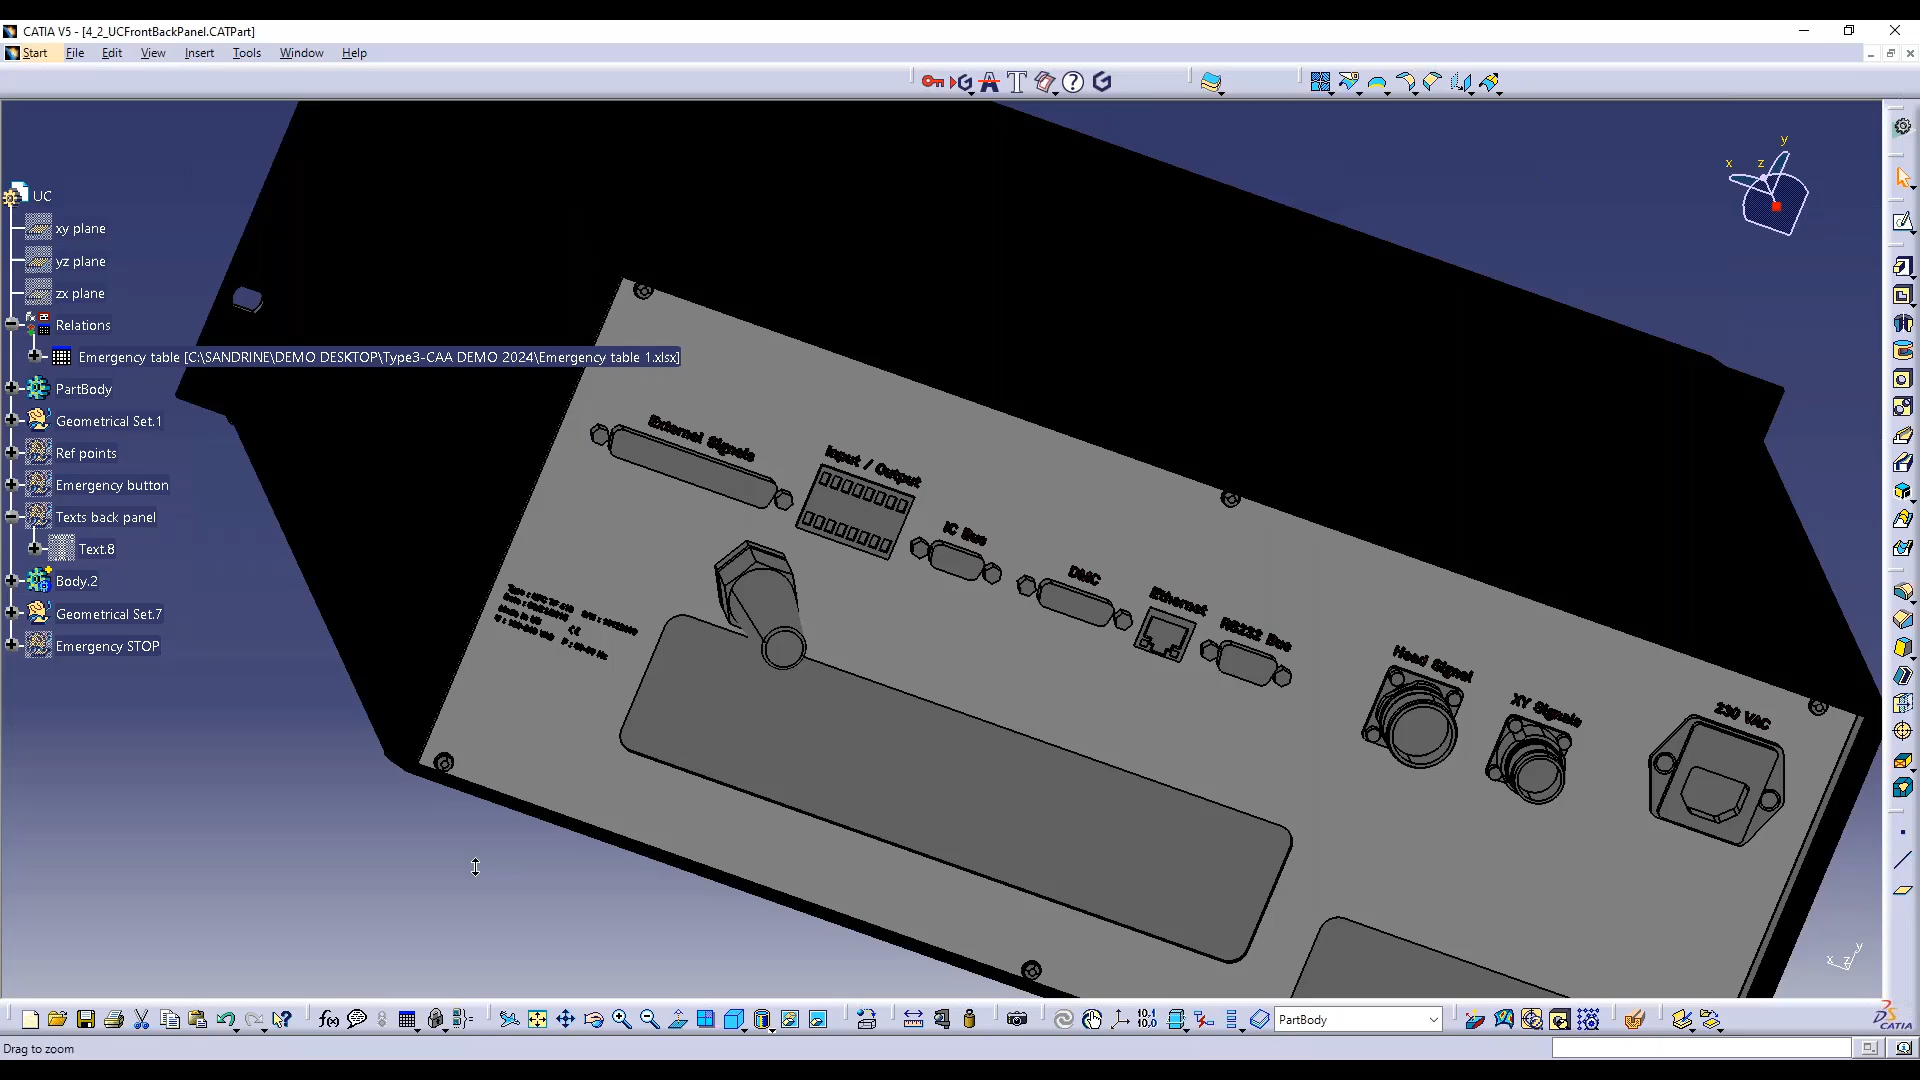 CATIA V5 - [4_2_UCFrontBackPanel.CATPart]
Start File Edit View Insert Tools Window Help
UC
xy plane
yz plane
zx plane
Relations
Emergency table [C:\SANDRINE\DEMO DESKTOP\Type3-CAA DEMO 2024\Emergency table 1.xlsx]
PartBody
Geometrical Set.1
Ref points
Emergency button
Texts back panel
Text.8
Body.2
Geometrical Set.7
Emergency STOP
x y z
External Signals
Input / Output
IC Bus
DMC
Ethernet
RS232 Bus
Head Signal
XY Signals
230 VAC
Made in
x z y
PartBody
CATIA
Drag to zoom